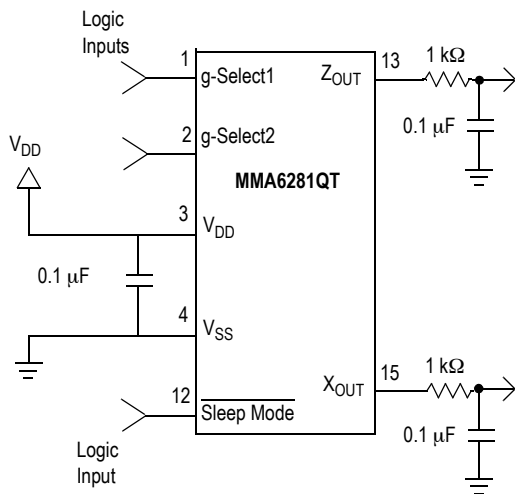 Logic
Inputs
1
g-Select1
2
g-Select2
V_DD
3
V_DD
0.1 μF
4
V_SS
12
Sleep Mode
Logic
Input
MMA6281QT
Z_OUT
13
1 kΩ
0.1 μF
X_OUT
15
1 kΩ
0.1 μF